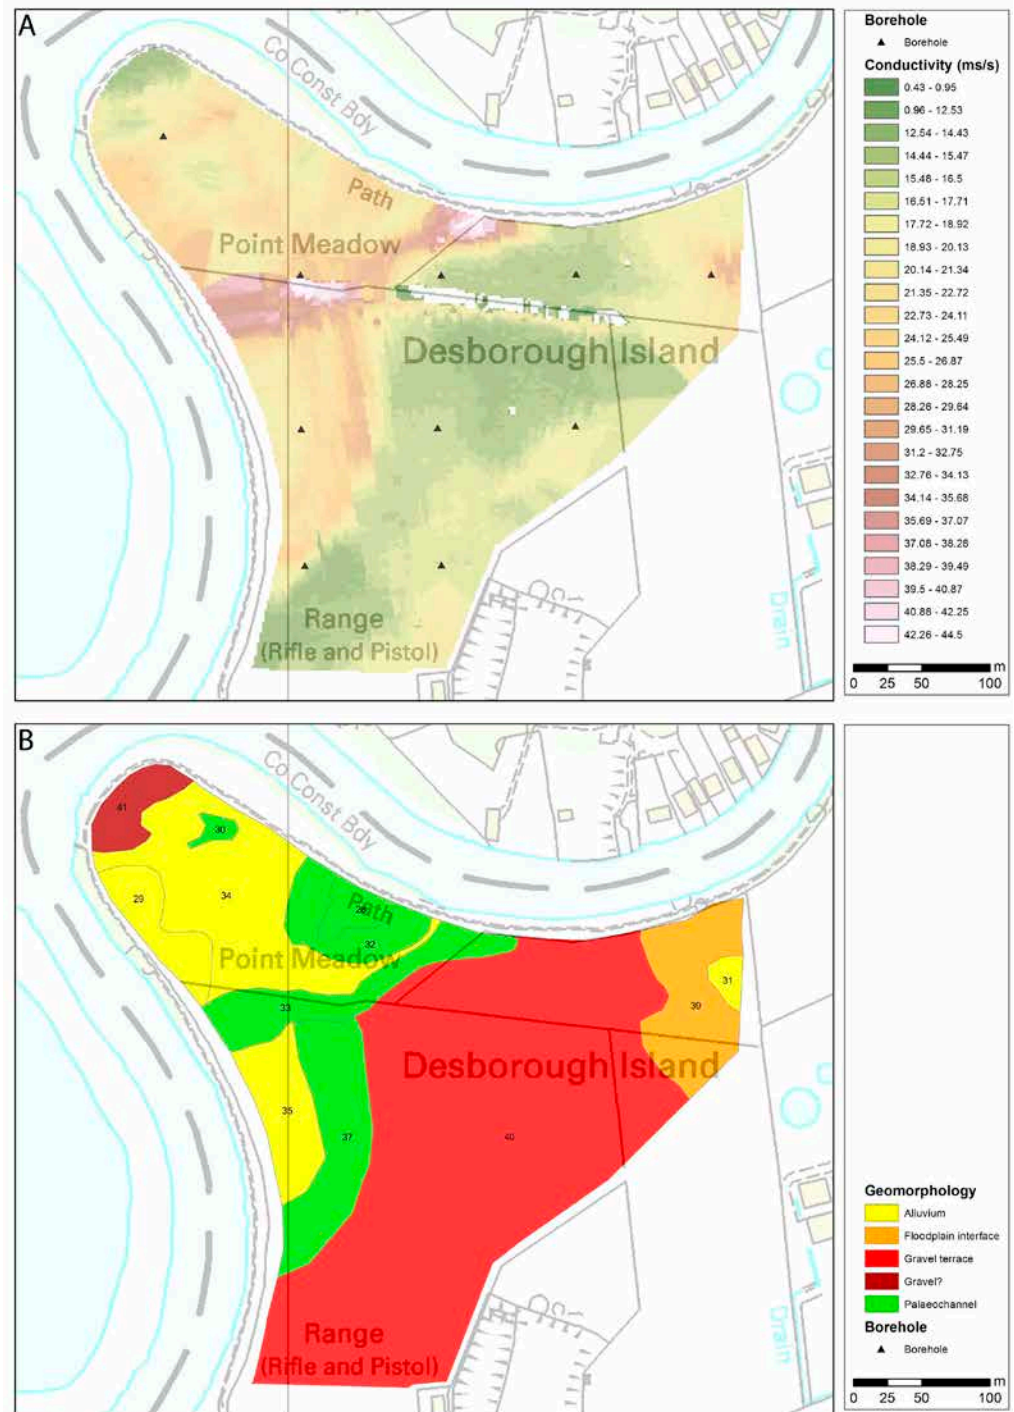 A
Co Const Bdy
Path
Point Meadow
Desborough Island
Range
(Rifle and Pistol)
Drain
Borehole
Borehole
Conductivity (ms/s)
0.43 - 0.95
0.96 - 12.53
12.54 - 14.43
14.44 - 15.47
15.48 - 16.5
16.51 - 17.71
17.72 - 18.92
18.93 - 20.13
20.14 - 21.34
21.35 - 22.72
22.73 - 24.11
24.12 - 25.49
25.5 - 26.87
26.88 - 28.25
28.26 - 29.64
29.65 - 31.19
31.2 - 32.75
32.76 - 34.13
34.14 - 35.68
35.69 - 37.07
37.08 - 38.28
38.29 - 39.49
39.5 - 40.87
40.88 - 42.25
42.26 - 44.5
m
0 25 50 100
B
Co Const Bdy
41
30
29
34
Path
32
Point Meadow
31
33
39
Desborough Island
35
37
40
Range
(Rifle and Pistol)
Drain
Geomorphology
Alluvium
Floodplain interface
Gravel terrace
Gravel?
Palaeochannel
Borehole
Borehole
m
0 25 50 100